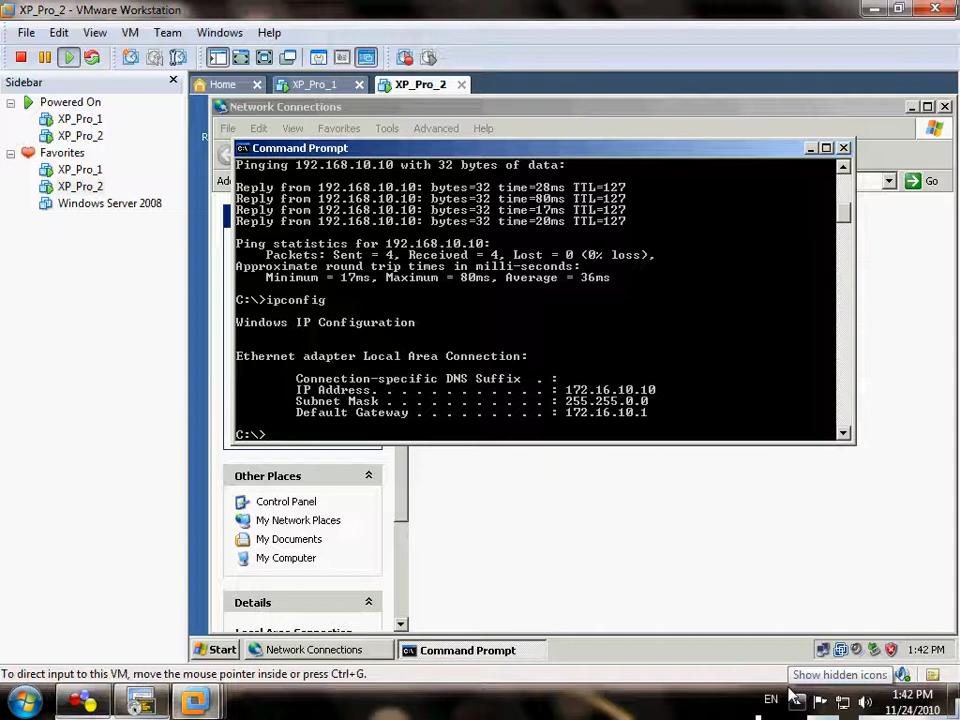 XP_Pro_2 - VMware Workstation
File Edit View VM Team Windows Help
Sidebar
Home XP_Pro_1 XP_Pro_2
Powered On
XP_Pro_1
XP_Pro_2
Favorites
XP_Pro_1
XP_Pro_2
Windows Server 2008
Network Connections
File Edit View Favorites Tools Advanced Help
Go
C:\ Command Prompt
Pinging 192.168.10.10 with 32 bytes of data:
Reply from 192.168.10.10: bytes=32 time=28ms TTL=127
Reply from 192.168.10.10: bytes=32 time=80ms TTL=127
Reply from 192.168.10.10: bytes=32 time=17ms TTL=127
Reply from 192.168.10.10: bytes=32 time=20ms TTL=127
Ping statistics for 192.168.10.10:
Packets: Sent = 4, Received = 4, Lost = 0 (0% loss),
Approximate round trip times in milli-seconds:
Minimum = 17ms, Maximum = 80ms, Average = 36ms
C:\>ipconfig
Windows IP Configuration
Ethernet adapter Local Area Connection:
Connection-specific DNS Suffix . :
IP Address. . . . . . . . . . . . : 172.16.10.10
Subnet Mask . . . . . . . . . . . : 255.255.0.0
Default Gateway . . . . . . . . . : 172.16.10.1
C:\>
Other Places
Control Panel
My Network Places
My Documents
My Computer
Details
Local Area Connection
Start Network Connections Command Prompt 1:42 PM
To direct input to this VM, move the mouse pointer inside or press Ctrl+G.
Show hidden icons
EN 1:42 PM
11/24/2010